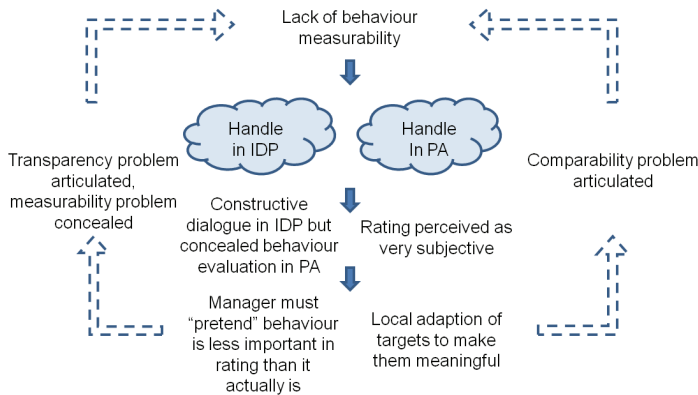 Lack of behaviour
measurability
Handle
in IDP
Handle
In PA
Transparency problem
articulated,
measurability problem
concealed
Comparability problem
articulated
Constructive
dialogue in IDP but
concealed behaviour
evaluation in PA
Rating perceived as
very subjective
Manager must
“pretend” behaviour
is less important in
rating than it
actually is
Local adaption of
targets to make
them meaningful